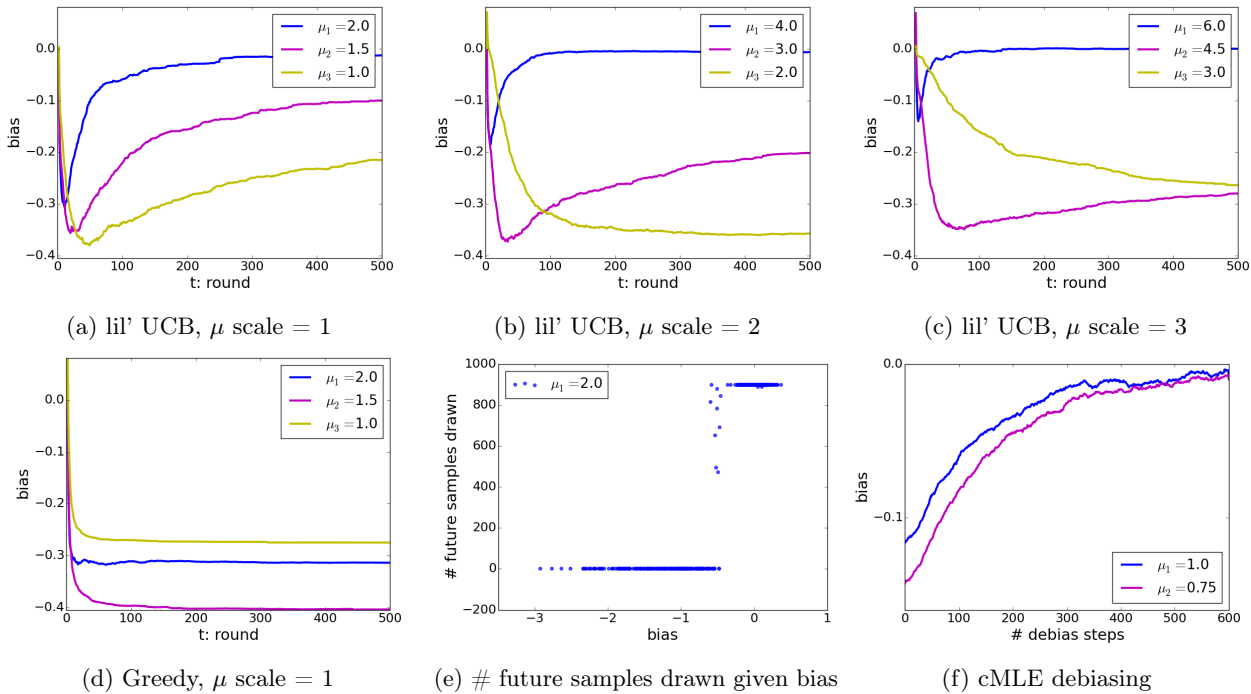 0.0
−0.1
−0.2
−0.3
−0.4
bias
0
100
200
300
400
500
t: round
μ₁ =2.0
μ₂ =1.5
μ₃ =1.0
(a) lil' UCB, μ scale = 1
0.0
−0.1
−0.2
−0.3
−0.4
bias
0
100
200
300
400
500
t: round
μ₁ =4.0
μ₂ =3.0
μ₃ =2.0
(b) lil' UCB, μ scale = 2
0.0
−0.1
−0.2
−0.3
−0.4
bias
0
100
200
300
400
500
t: round
μ₁ =6.0
μ₂ =4.5
μ₃ =3.0
(c) lil' UCB, μ scale = 3
0.0
−0.1
−0.2
−0.3
−0.4
bias
0
100
200
300
400
500
t: round
μ₁ =2.0
μ₂ =1.5
μ₃ =1.0
(d) Greedy, μ scale = 1
1000
800
600
400
200
0
−200
# future samples drawn
−3
−2
−1
0
1
bias
μ₁ =2.0
(e) # future samples drawn given bias
0.0
−0.1
bias
0
100
200
300
400
500
600
# debias steps
μ₁ =1.0
μ₂ =0.75
(f) cMLE debiasing